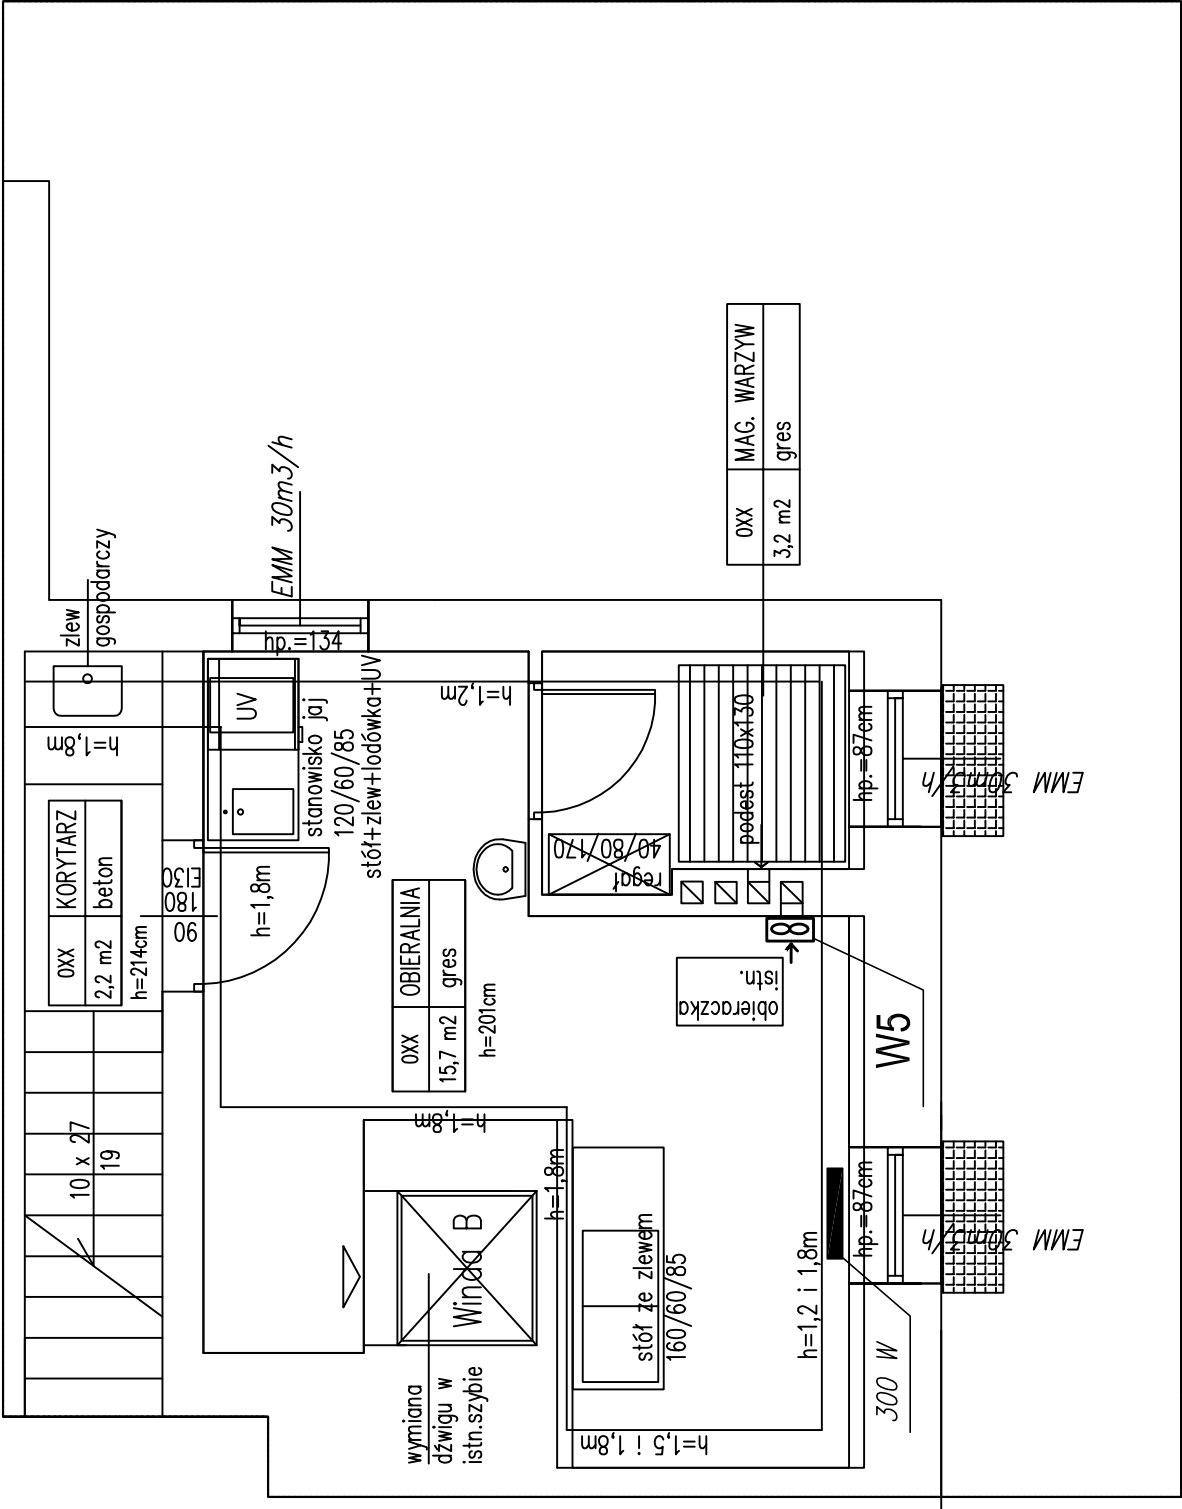 zlew
gospodarczy
h=1,8m
0XX KORYTARZ
2,2 m2 beton
h=214cm
EI30
180
90
10 x 27
19
EMM 30m3/h
hp.=134
UV
stanowisko jaj
120/60/85
stół+zlew+lodówka+UV
h=1,8m
h=1,2m
0XX OBIERALNIA
15,7 m2 gres
h=201cm
0XX MAG. WARZYW
3,2 m2 gres
regał
40/80/170
podest 110x130
hp.=87cm
EMM 30m3/h
obieraczka
istn.
W5
h=1,8m
h=1,8m
Winda B
wymiana
dźwigu w
istn.szybie
stół ze zlewem
160/60/85
h=1,2 i 1,8m
h=1,5 i 1,8m
300 W
hp.=87cm
EMM 30m3/h